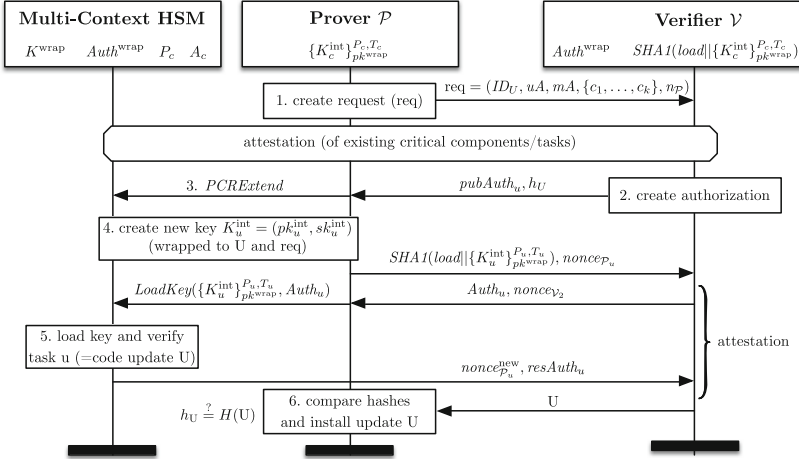 Multi-Context HSM
K^wrap Auth^wrap P_c A_c
Prover 𝒫
{K_c^int}_{pk^wrap}^{P_c,T_c}
Verifier 𝒱
Auth^wrap SHA1(load||{K_c^int}_{pk^wrap}^{P_c,T_c})
1. create request (req)
req = (ID_U, uA, mA, {c_1, . . . , c_k}, n_𝒫)
attestation (of existing critical components/tasks)
3. PCRExtend
pubAuth_u, h_U
2. create authorization
4. create new key K_u^int = (pk_u^int, sk_u^int)
(wrapped to U and req)
SHA1(load||{K_u^int}_{pk^wrap}^{P_u,T_u}), nonce_{𝒫_u}
LoadKey({K_u^int}_{pk^wrap}^{P_u,T_u}, Auth_u)
Auth_u, nonce_{𝒱_2}
5. load key and verify
task u (=code update U)
attestation
nonce_{𝒫_u}^new, resAuth_u
h_U ≟ H(U)
6. compare hashes
and install update U
U